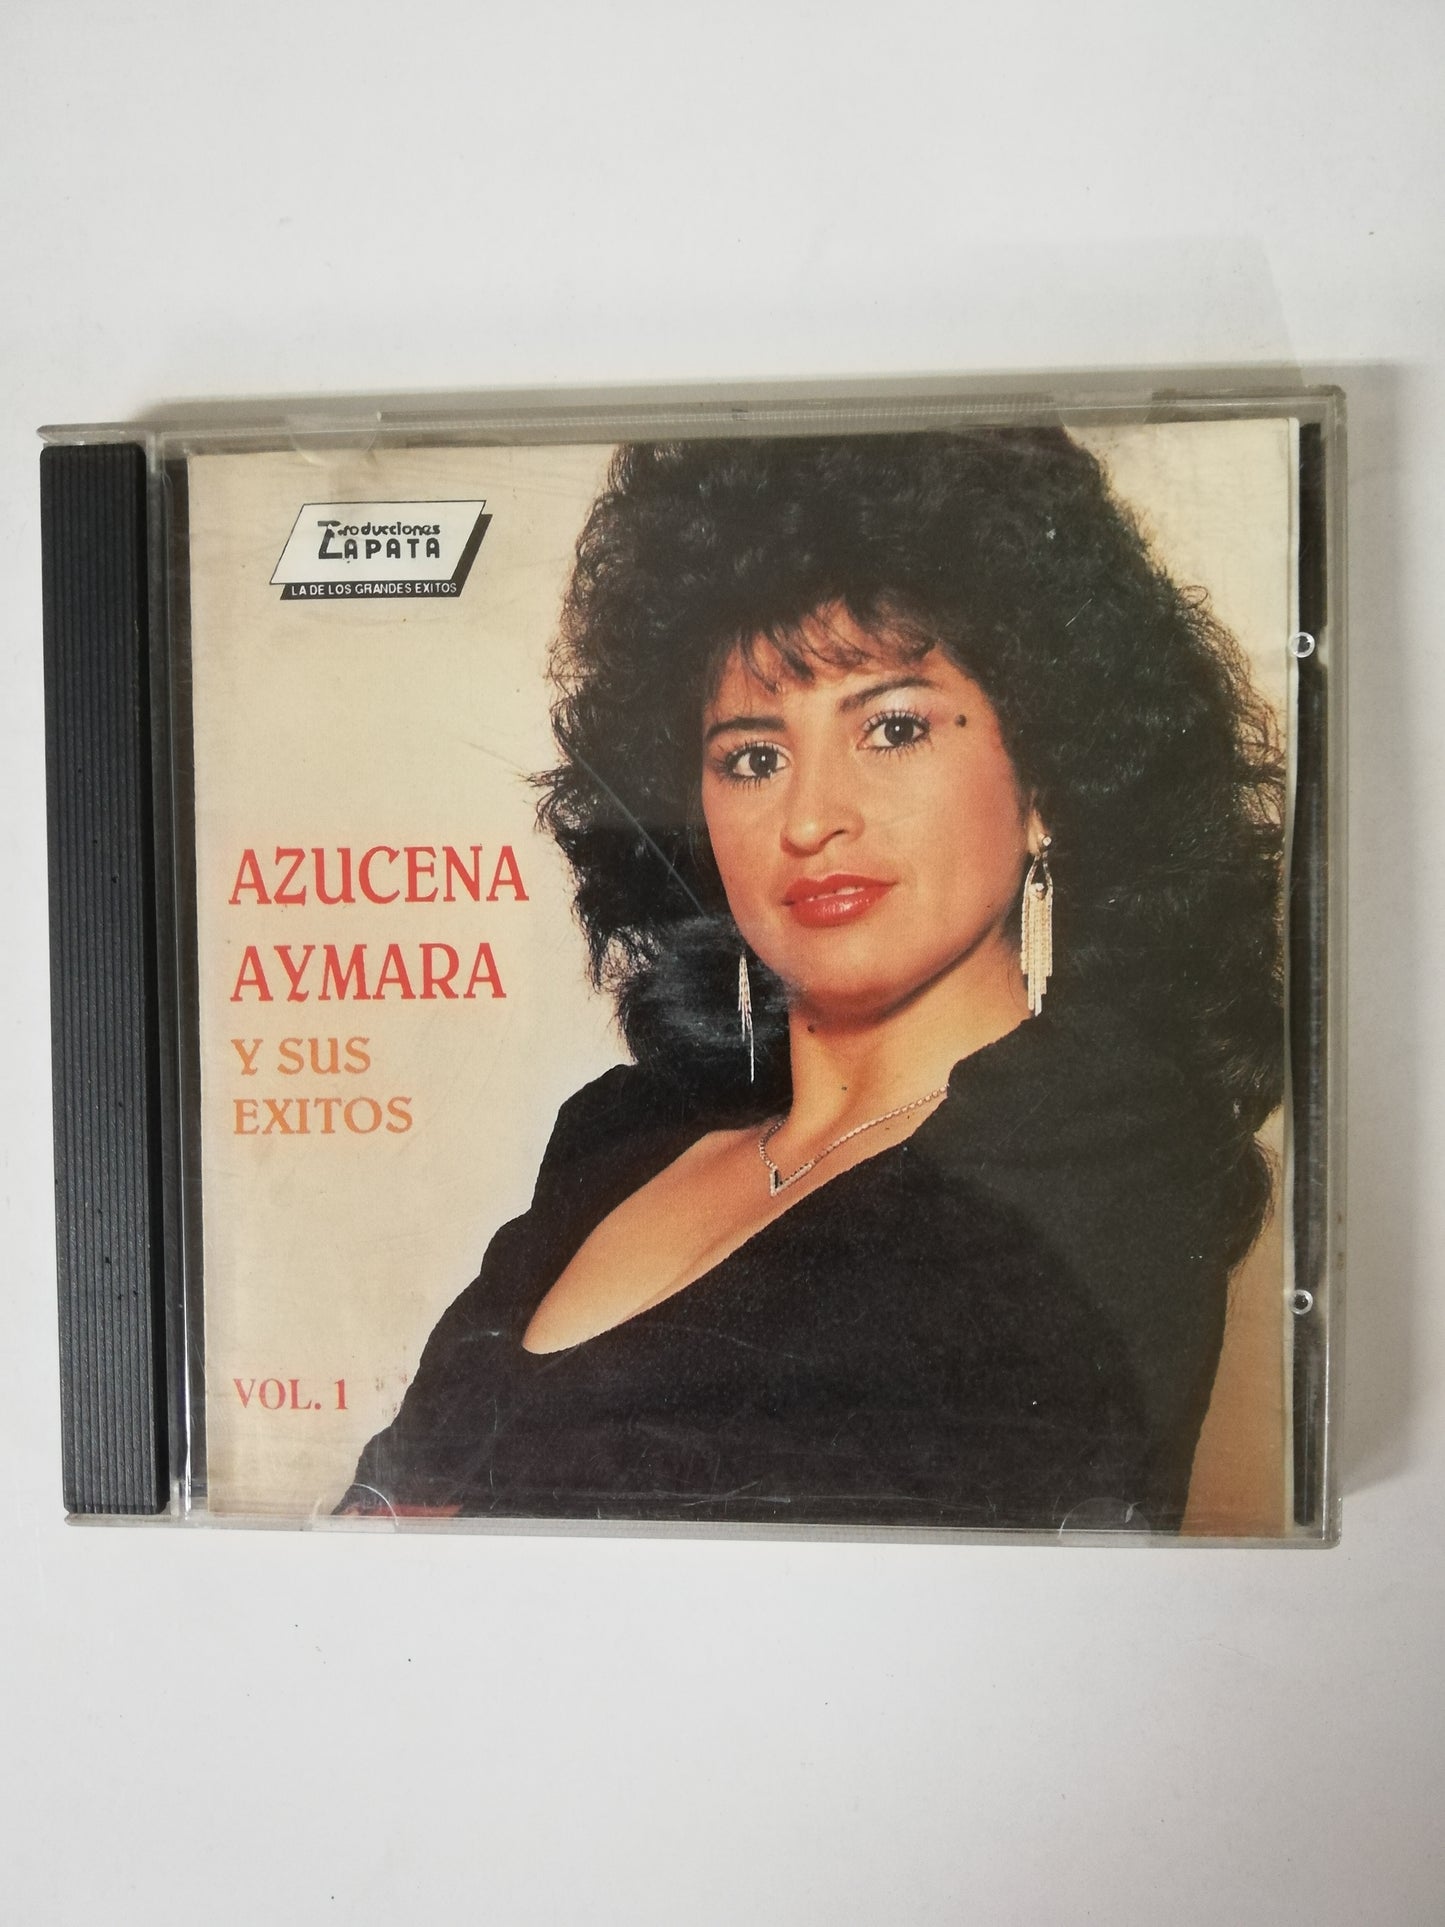 Producciones
ZAPATA
LA DE LOS GRANDES EXITOS
AZUCENA
AYMARA
Y SUS
EXITOS
VOL. 1